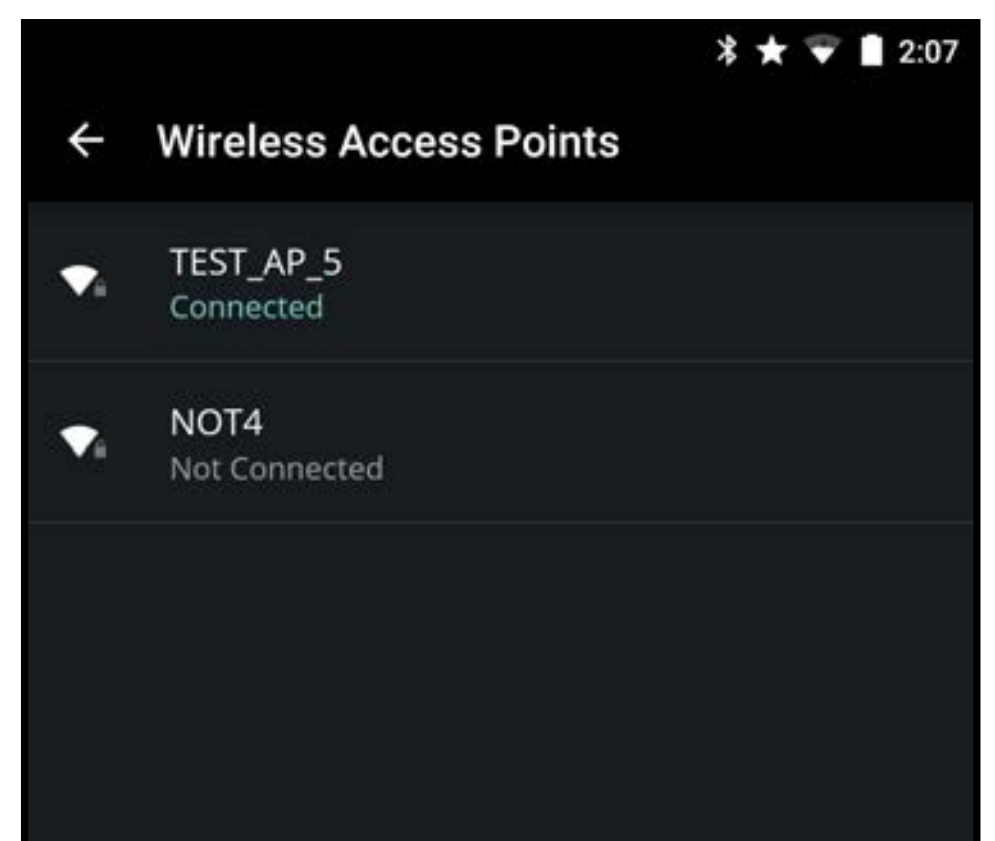 2:07
Wireless Access Points
TEST_AP_5
Connected
NOT4
Not Connected